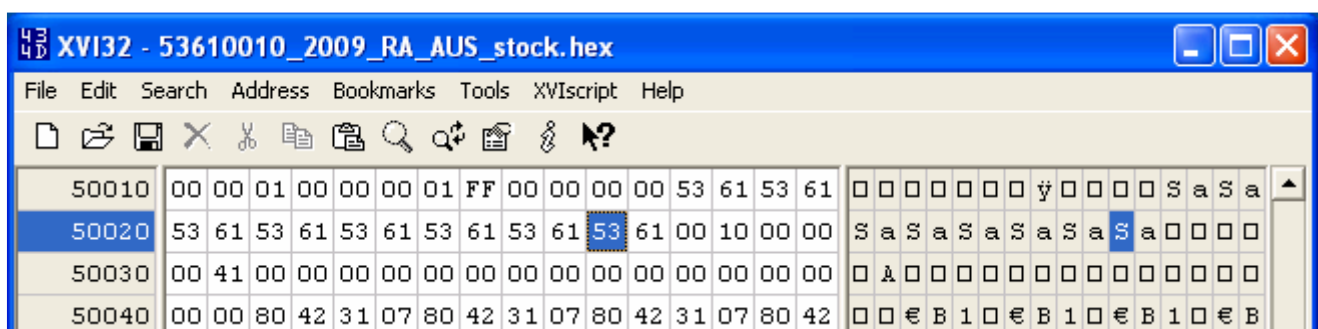 XVI32 - 53610010_2009_RA_AUS_stock.hex
File Edit Search Address Bookmarks Tools XVIscript Help
50010 00 00 01 00 00 00 00 01 FF 00 00 00 00 53 61 53 61 □□□□□□□ÿ□□□□SaSa
50020 53 61 53 61 53 61 53 61 53 61 53 61 00 10 00 00 SaSaSaSaSaSa□□□□
50030 00 41 00 00 00 00 00 00 00 00 00 00 00 00 00 00 □A□□□□□□□□□□□□□□
50040 00 00 80 42 31 07 80 42 31 07 80 42 31 07 80 42 □□€B1□€B1□€B1□€B